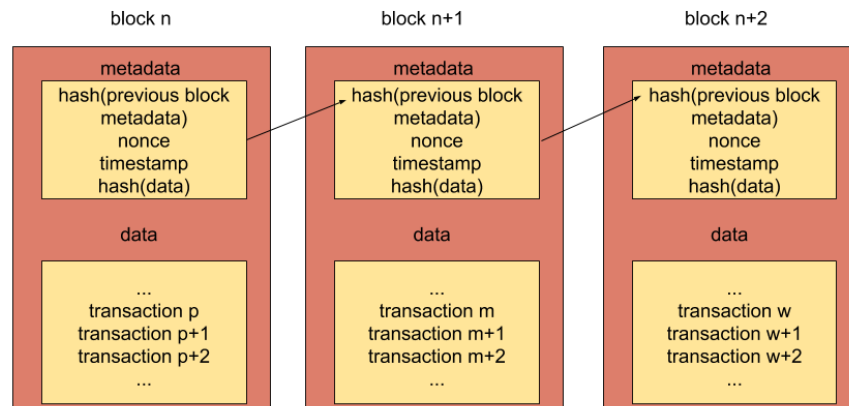 block n
metadata
hash(previous block
metadata)
nonce
timestamp
hash(data)
data
...
transaction p
transaction p+1
transaction p+2
...
block n+1
metadata
hash(previous block
metadata)
nonce
timestamp
hash(data)
data
...
transaction m
transaction m+1
transaction m+2
...
block n+2
metadata
hash(previous block
metadata)
nonce
timestamp
hash(data)
data
...
transaction w
transaction w+1
transaction w+2
...